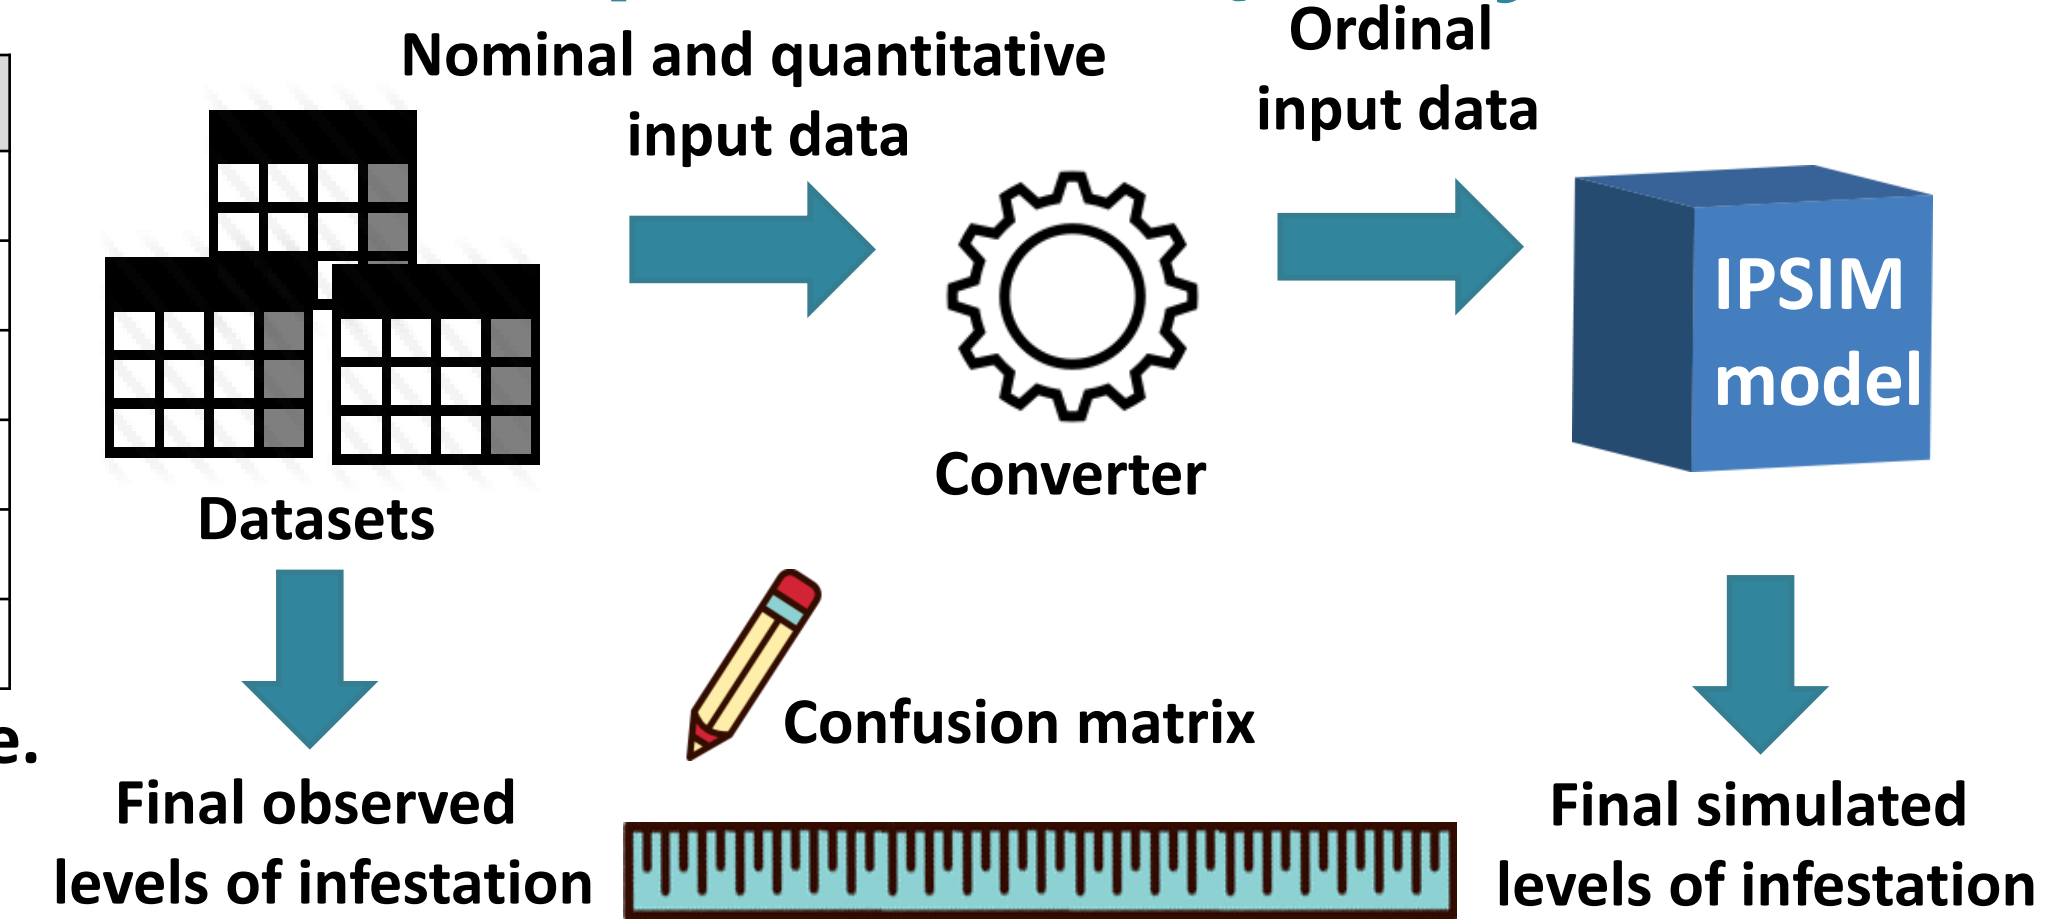 Nominal and quantitative
input data
Ordinal
input data
IPSIM
model
Converter
Datasets
Confusion matrix
e.
Final observed
levels of infestation
Final simulated
levels of infestation